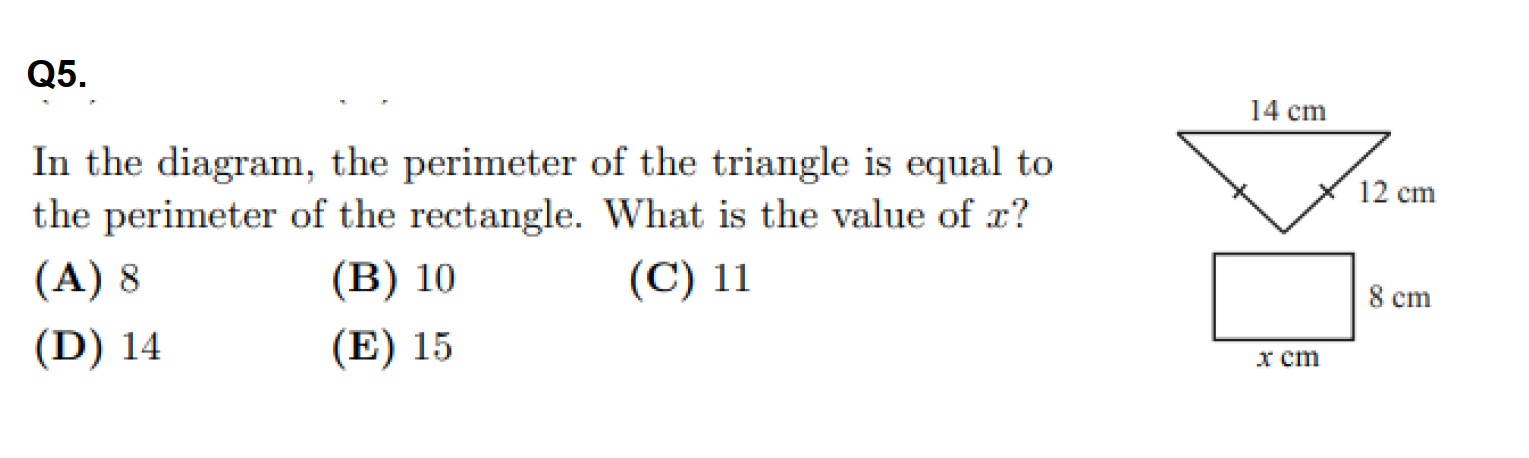 Q5.
In the diagram, the perimeter of the triangle is equal to
the perimeter of the rectangle. What is the value of x?
(A) 8 (B) 10 (C) 11
(D) 14 (E) 15
14 cm
12 cm
8 cm
x cm